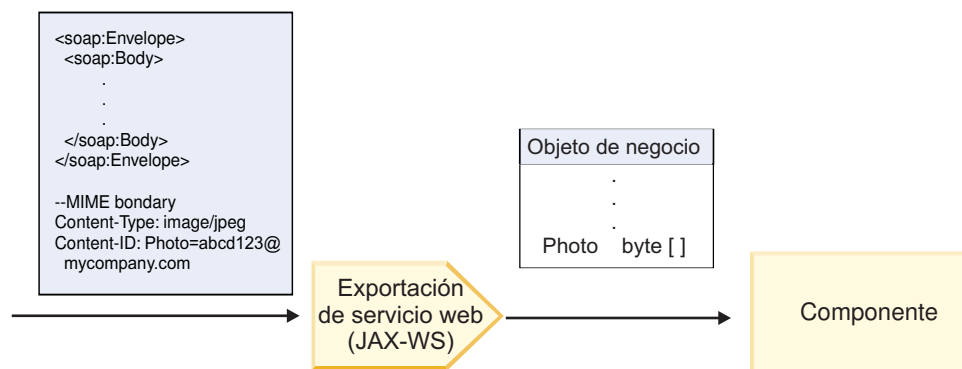 <soap:Envelope>
<soap:Body>
.
.
.
</soap:Body>
</soap:Envelope>
--MIME bondary
Content-Type: image/jpeg
Content-ID: Photo=abcd123@
mycompany.com
Exportación
de servicio web
(JAX-WS)
Objeto de negocio
.
.
.
Photo byte [ ]
Componente